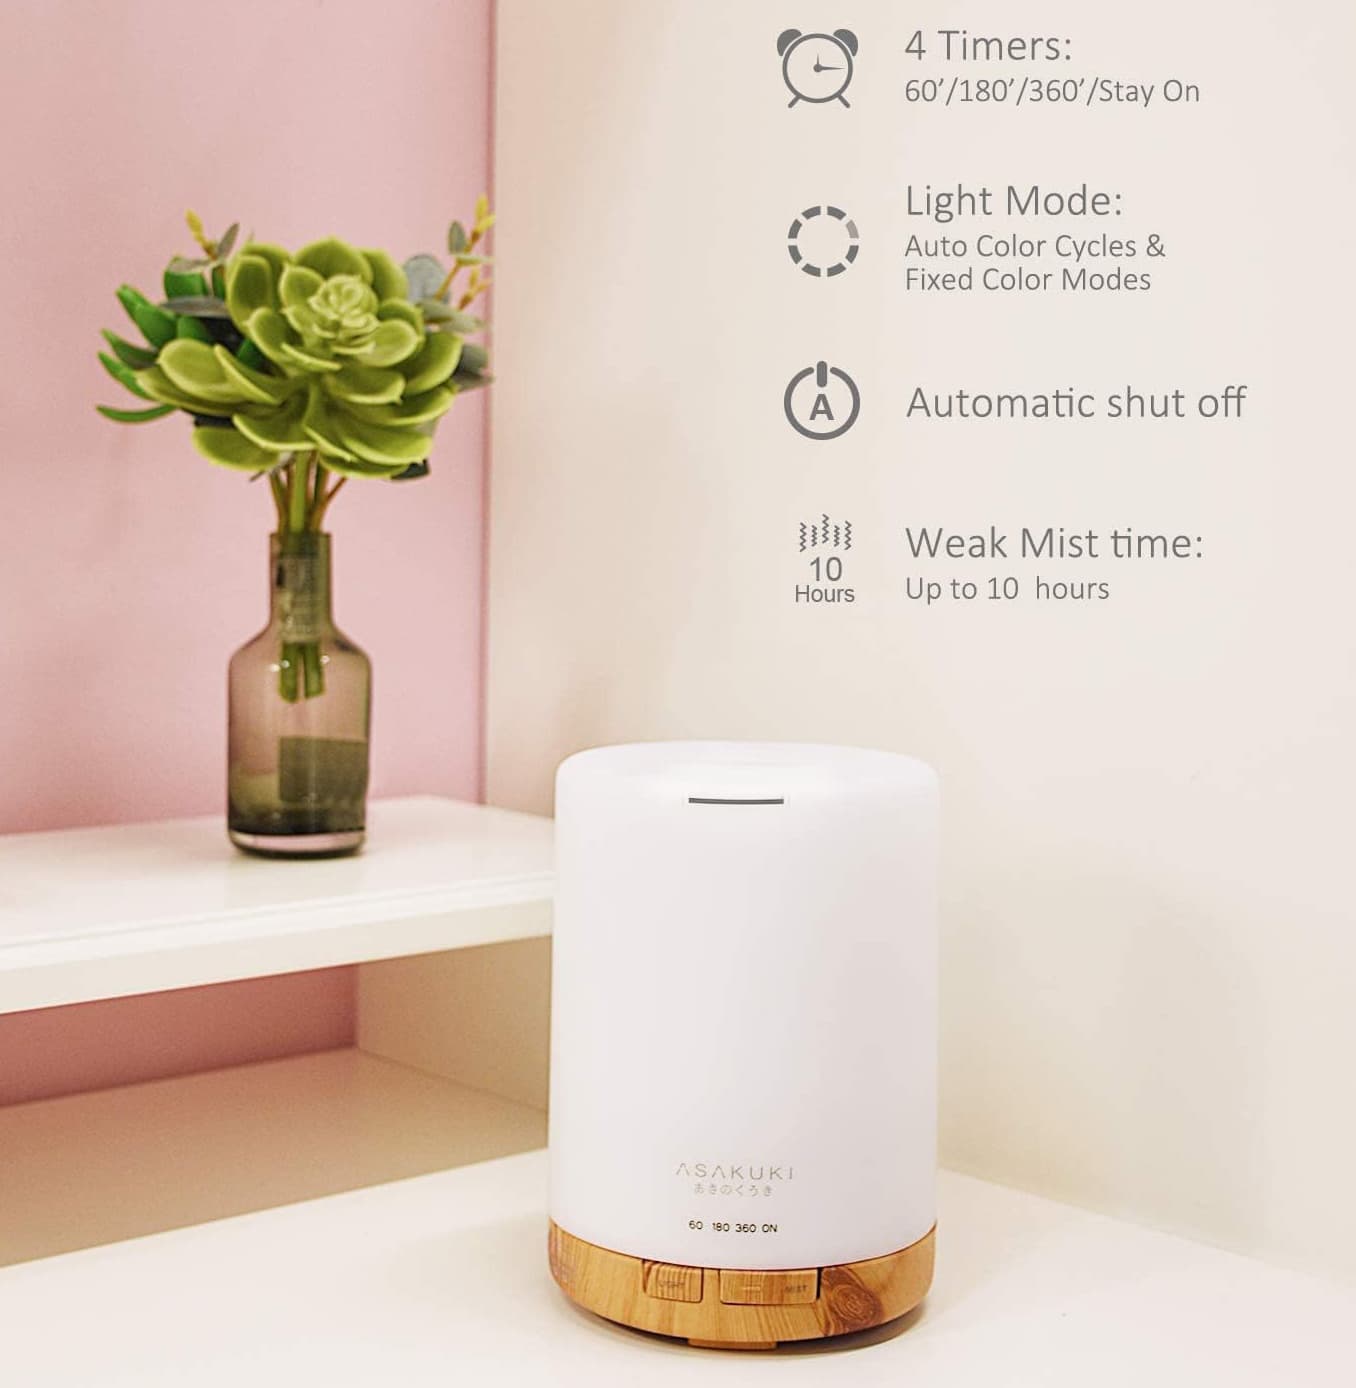 4 Timers:
60’/180’/360’/Stay On
Light Mode:
Auto Color Cycles &
Fixed Color Modes
A
Automatic shut off
10
Hours
Weak Mist time:
Up to 10 hours
ASAKUKI
あさのくうき
60 180 360 ON
LIGHT
MIST